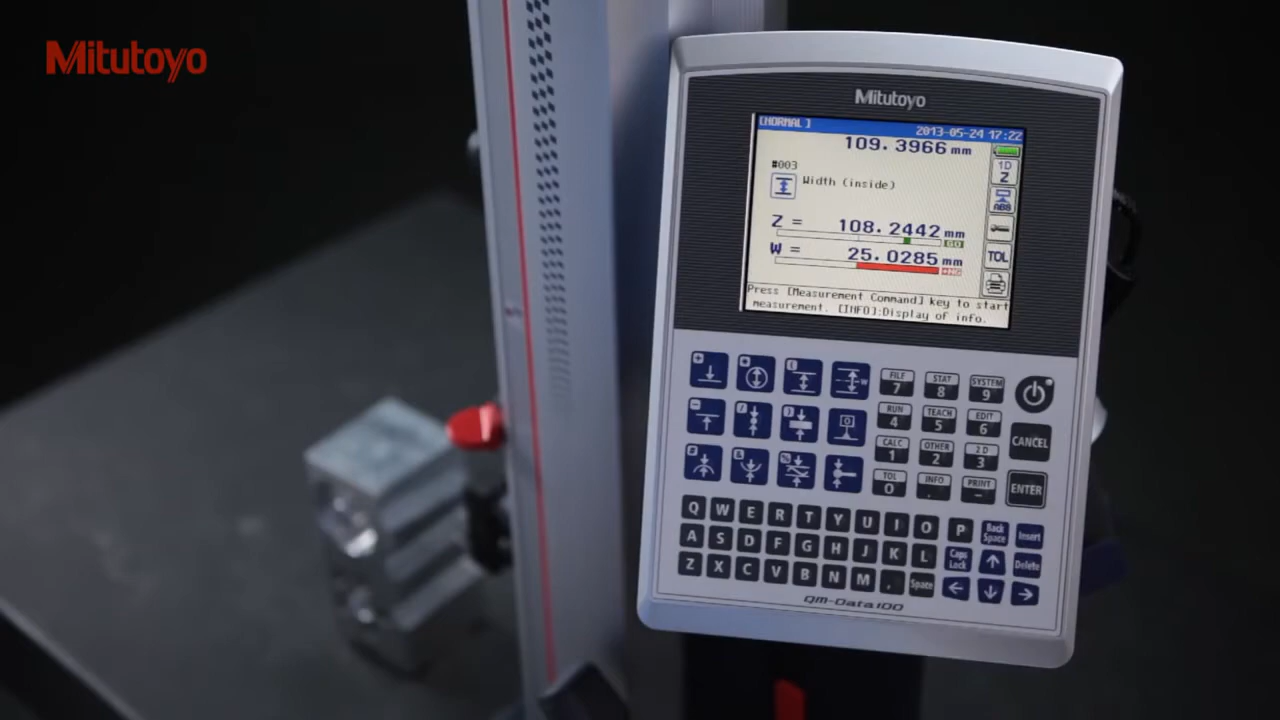 Mitutoyo
Mitutoyo
[NORMAL ] 2013-05-24 17:22
109.3966 mm
#003
Width (inside)
Z = 108.2442 mm
GO
W = 25.0285 mm
+NG
Press [Measurement Command] key to start
measurement. [INFO]:Display of info.
1D
Z
ABS
TOL
FILE 7 STAT 8 SYSTEM 9
RUN 4 TEACH 5 EDIT 6 CANCEL
CALC 1 OTHER 2 2 D 3
TOL 0 INFO . PRINT - ENTER
Q W E R T Y U I O P Back Space Insert
A S D F G H J K L Caps Lock Delete
Z X C V B N M . Space
QM-Data100